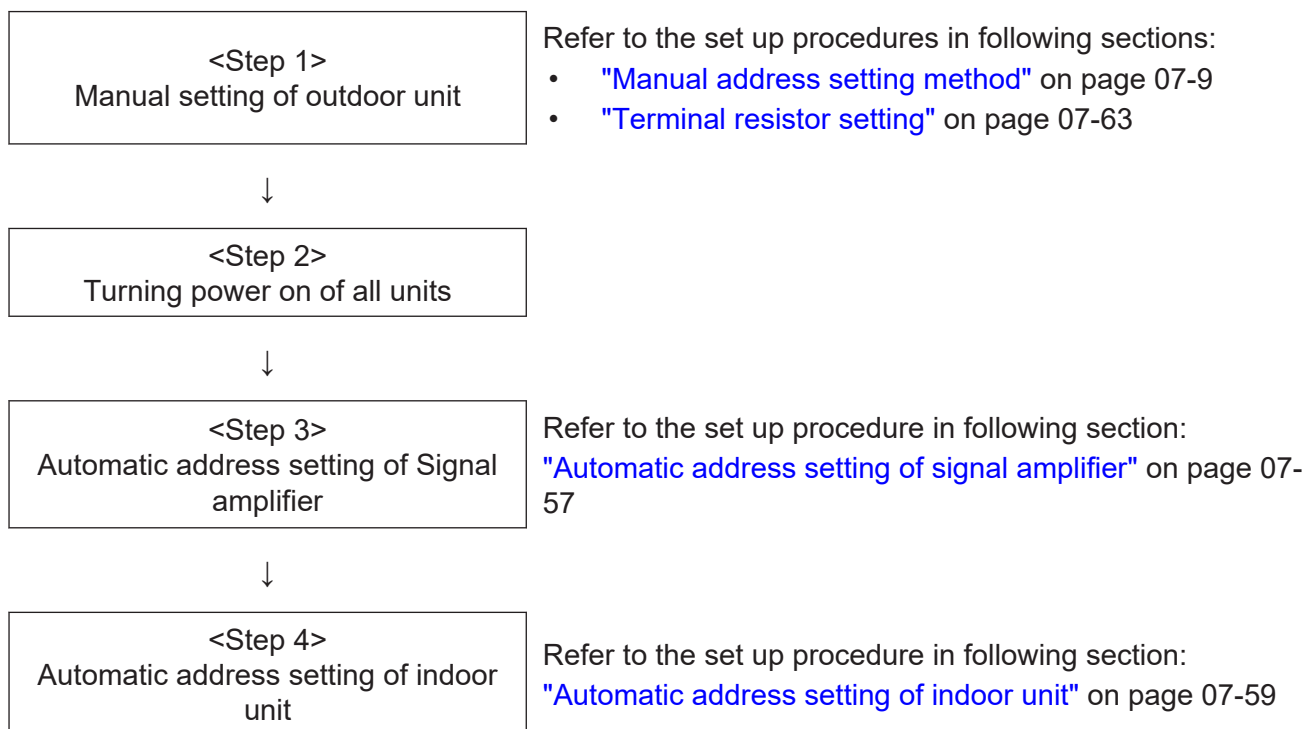 <Step 1>
Manual setting of outdoor unit
Refer to the set up procedures in following sections:
• "Manual address setting method" on page 07-9
• "Terminal resistor setting" on page 07-63
↓
<Step 2>
Turning power on of all units
↓
<Step 3>
Automatic address setting of Signal
amplifier
Refer to the set up procedure in following section:
"Automatic address setting of signal amplifier" on page 07-
57
↓
<Step 4>
Automatic address setting of indoor
unit
Refer to the set up procedure in following section:
"Automatic address setting of indoor unit" on page 07-59